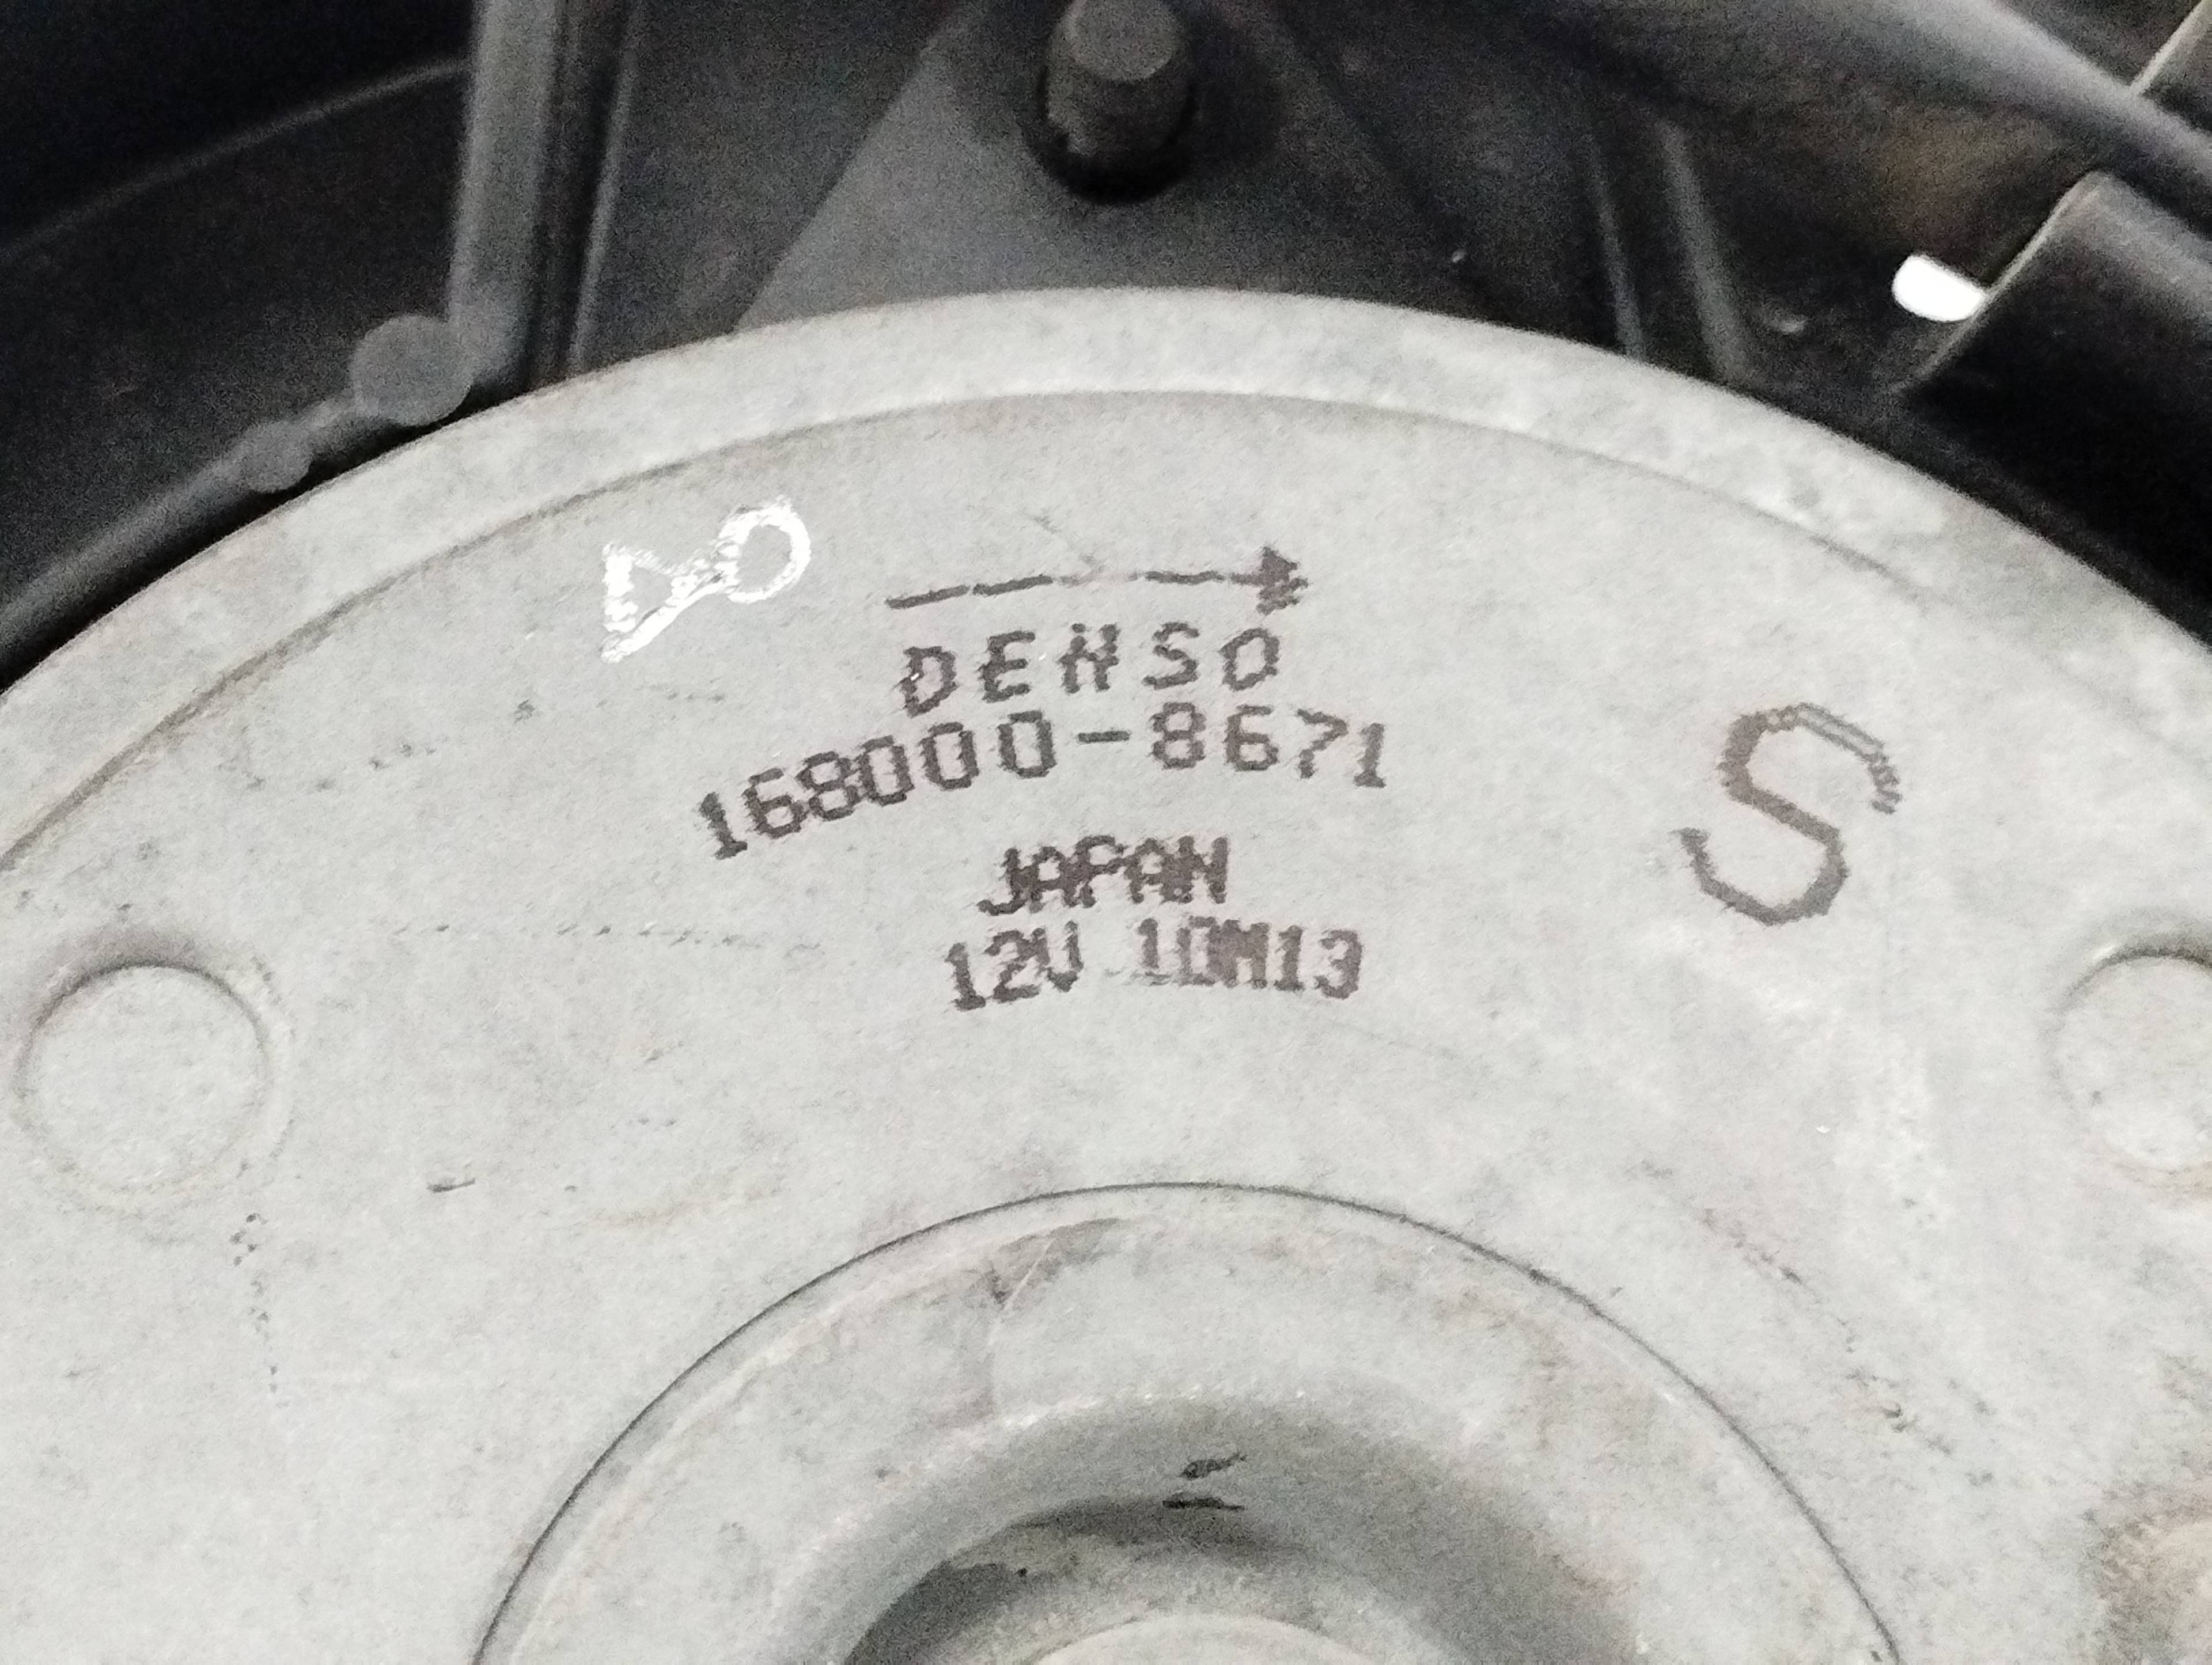 DENSO
168000-8671
S
JAPAN
12V 10M13